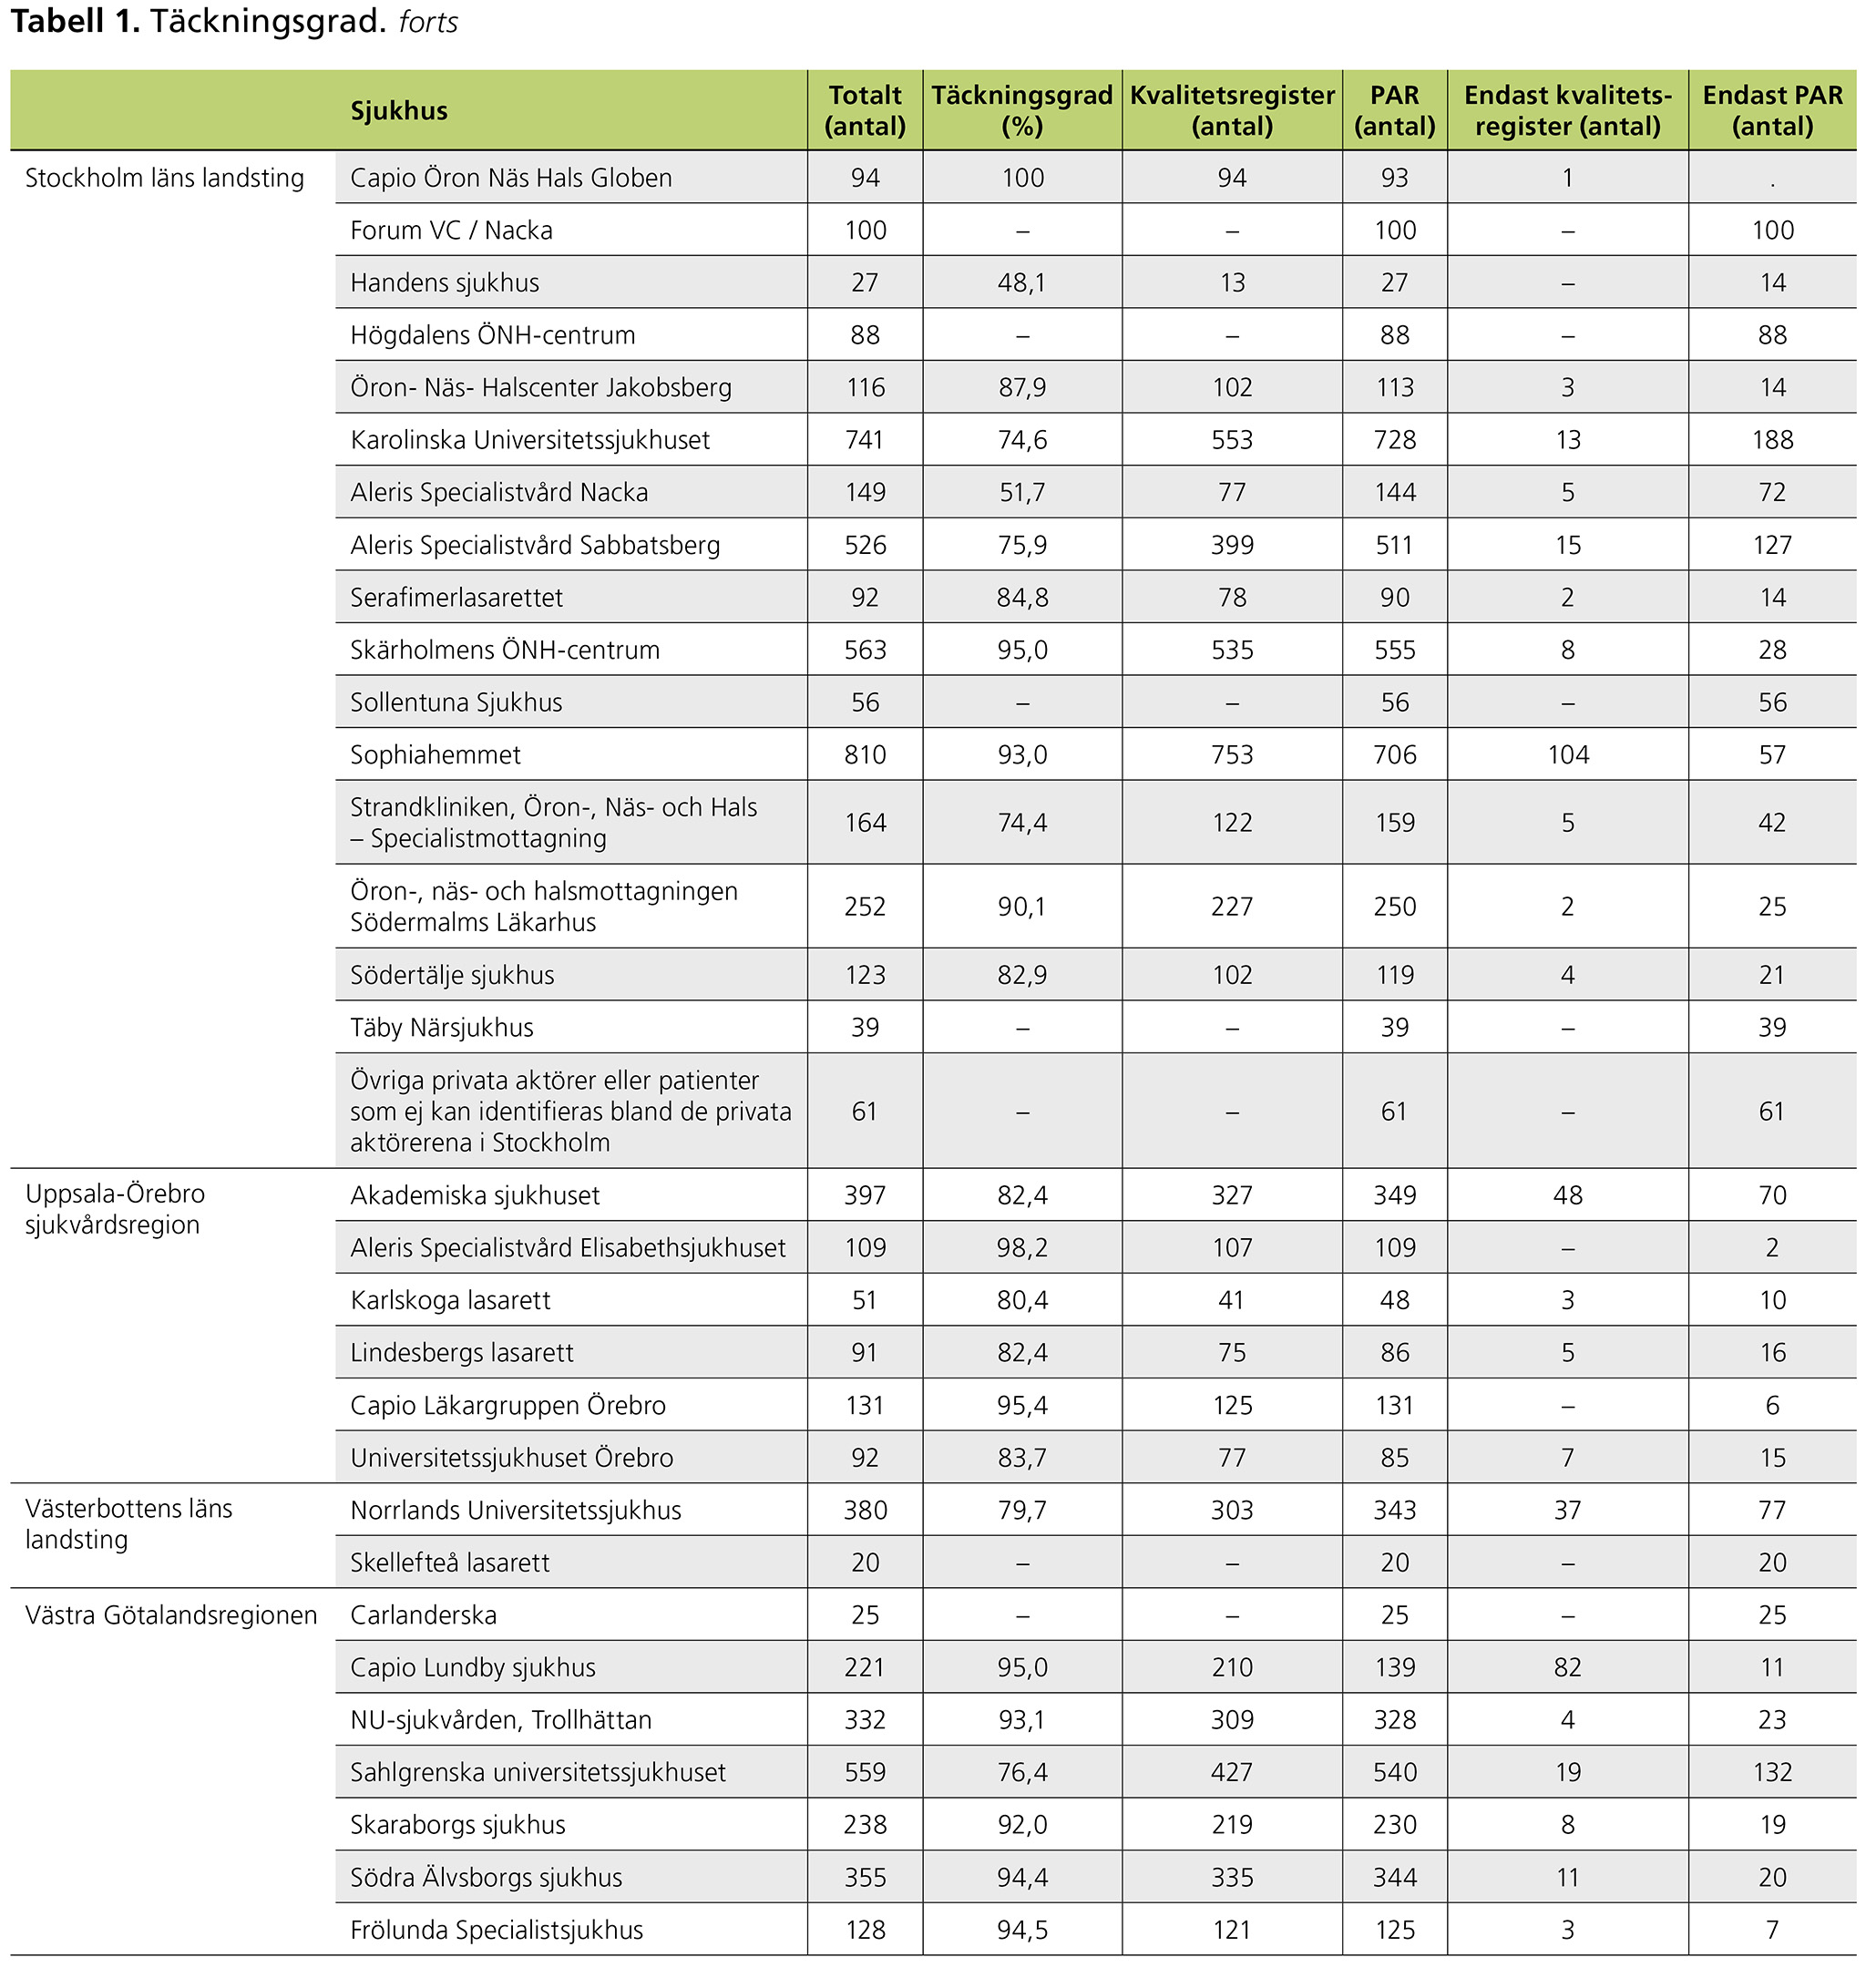 Tabell 1. Täckningsgrad. forts
Sjukhus Totalt (antal) Täckningsgrad (%) Kvalitetsregister (antal) PAR (antal) Endast kvalitets-register (antal) Endast PAR (antal)
Stockholm läns landsting Capio Öron Näs Hals Globen 94 100 94 93 1 .
Forum VC / Nacka 100 – – 100 – 100
Handens sjukhus 27 48,1 13 27 – 14
Högdalens ÖNH-centrum 88 – – 88 – 88
Öron- Näs- Halscenter Jakobsberg 116 87,9 102 113 3 14
Karolinska Universitetssjukhuset 741 74,6 553 728 13 188
Aleris Specialistvård Nacka 149 51,7 77 144 5 72
Aleris Specialistvård Sabbatsberg 526 75,9 399 511 15 127
Serafimerlasarettet 92 84,8 78 90 2 14
Skärholmens ÖNH-centrum 563 95,0 535 555 8 28
Sollentuna Sjukhus 56 – – 56 – 56
Sophiahemmet 810 93,0 753 706 104 57
Strandkliniken, Öron-, Näs- och Hals
– Specialistmottagning 164 74,4 122 159 5 42
Öron-, näs- och halsmottagningen
Södermalms Läkarhus 252 90,1 227 250 2 25
Södertälje sjukhus 123 82,9 102 119 4 21
Täby Närsjukhus 39 – – 39 – 39
Övriga privata aktörer eller patienter
som ej kan identifieras bland de privata
aktörerena i Stockholm 61 – – 61 – 61
Uppsala-Örebro
sjukvårdsregion Akademiska sjukhuset 397 82,4 327 349 48 70
Aleris Specialistvård Elisabethsjukhuset 109 98,2 107 109 – 2
Karlskoga lasarett 51 80,4 41 48 3 10
Lindesbergs lasarett 91 82,4 75 86 5 16
Capio Läkargruppen Örebro 131 95,4 125 131 – 6
Universitetssjukhuset Örebro 92 83,7 77 85 7 15
Västerbottens läns
landsting Norrlands Universitetssjukhus 380 79,7 303 343 37 77
Skellefteå lasarett 20 – – 20 – 20
Västra Götalandsregionen Carlanderska 25 – – 25 – 25
Capio Lundby sjukhus 221 95,0 210 139 82 11
NU-sjukvården, Trollhättan 332 93,1 309 328 4 23
Sahlgrenska universitetssjukhuset 559 76,4 427 540 19 132
Skaraborgs sjukhus 238 92,0 219 230 8 19
Södra Älvsborgs sjukhus 355 94,4 335 344 11 20
Frölunda Specialistsjukhus 128 94,5 121 125 3 7